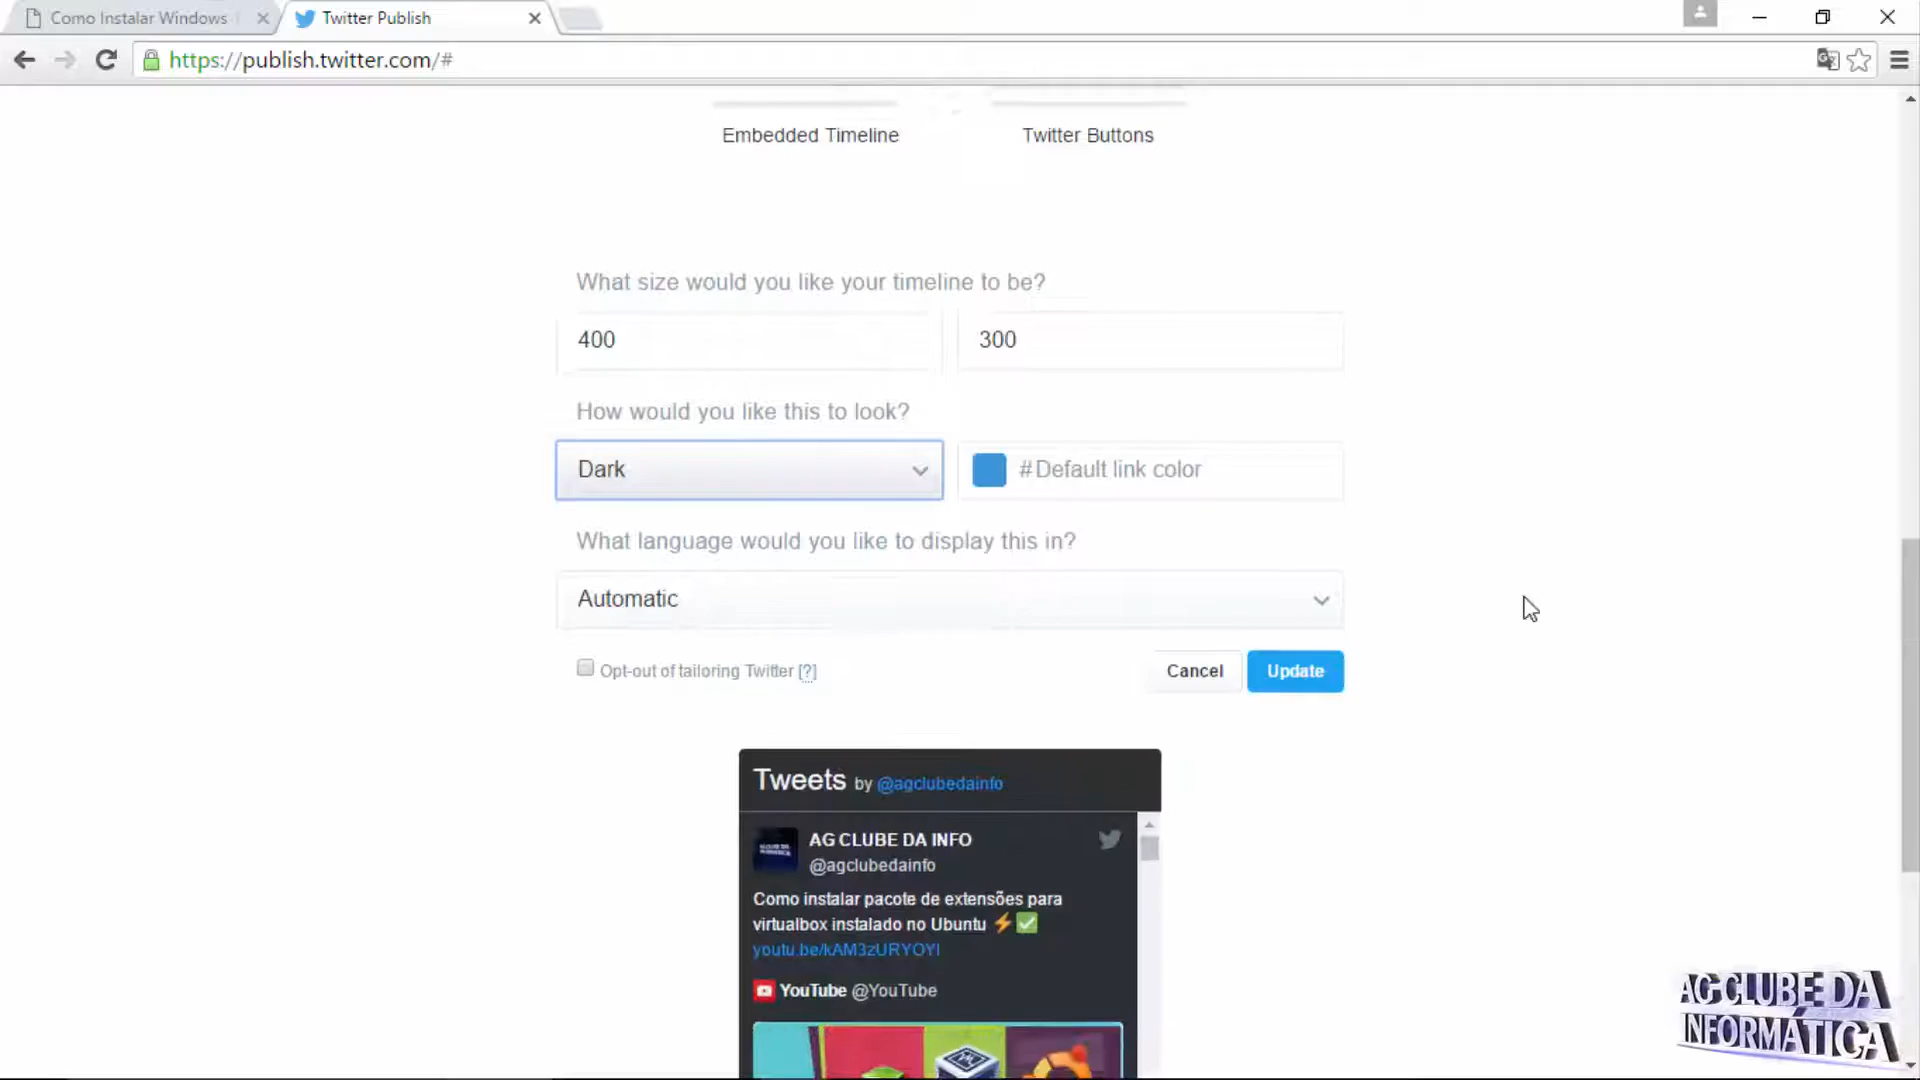 Como Instalar Windows
Twitter Publish
https://publish.twitter.com/#
Embedded Timeline
Twitter Buttons
What size would you like your timeline to be?
400
300
How would you like this to look?
Dark
#Default link color
What language would you like to display this in?
Automatic
Opt-out of tailoring Twitter [?]
Cancel
Update
Tweets by @agclubedainfo
AG CLUBE DA INFO
@agclubedainfo
Como instalar pacote de extensões para
virtualbox instalado no Ubuntu ⚡✅
youtu.be/kAM3zURYOYI
YouTube @YouTube
AG CLUBE DA
INFORMÁTICA